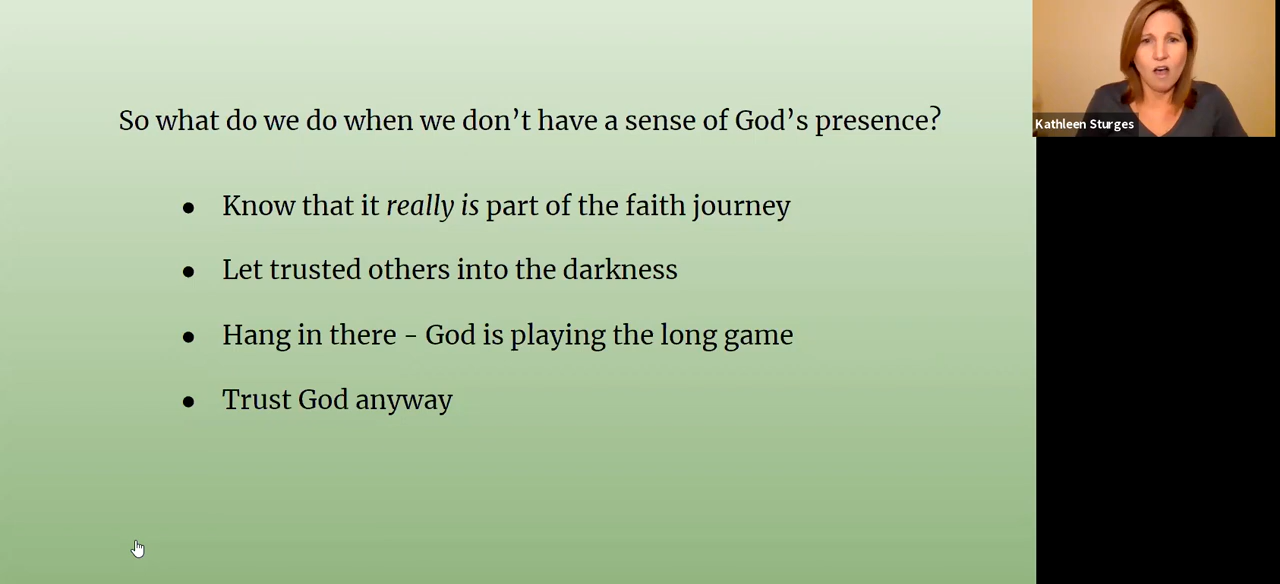 So what do we do when we don’t have a sense of God’s presence?
● Know that it really is part of the faith journey
● Let trusted others into the darkness
● Hang in there - God is playing the long game
● Trust God anyway
Kathleen Sturges